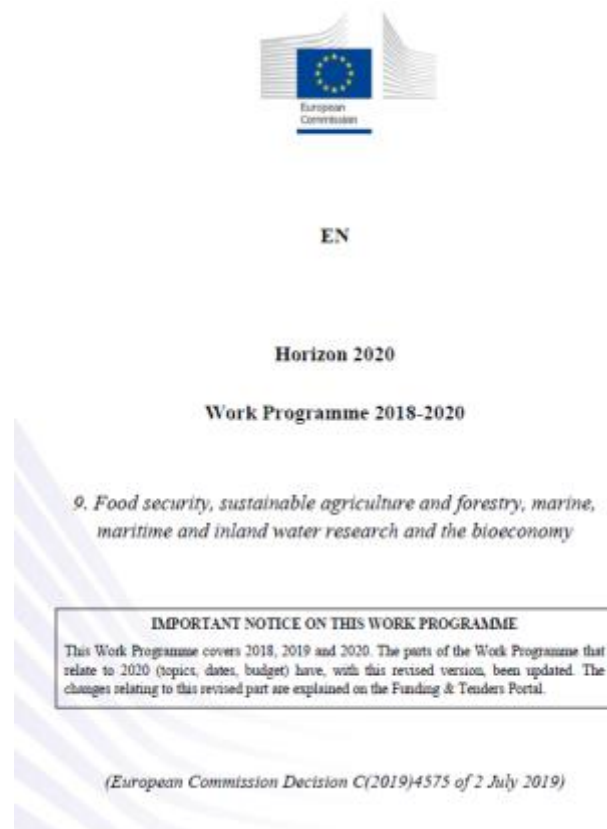 European
Commission
EN
Horizon 2020
Work Programme 2018-2020
9. Food security, sustainable agriculture and forestry, marine,
maritime and inland water research and the bioeconomy
IMPORTANT NOTICE ON THIS WORK PROGRAMME
This Work Programme covers 2018, 2019 and 2020. The parts of the Work Programme that
relate to 2020 (topics, dates, budget) have, with this revised version, been updated. The
changes relating to this revised part are explained on the Funding & Tenders Portal.
(European Commission Decision C(2019)4575 of 2 July 2019)